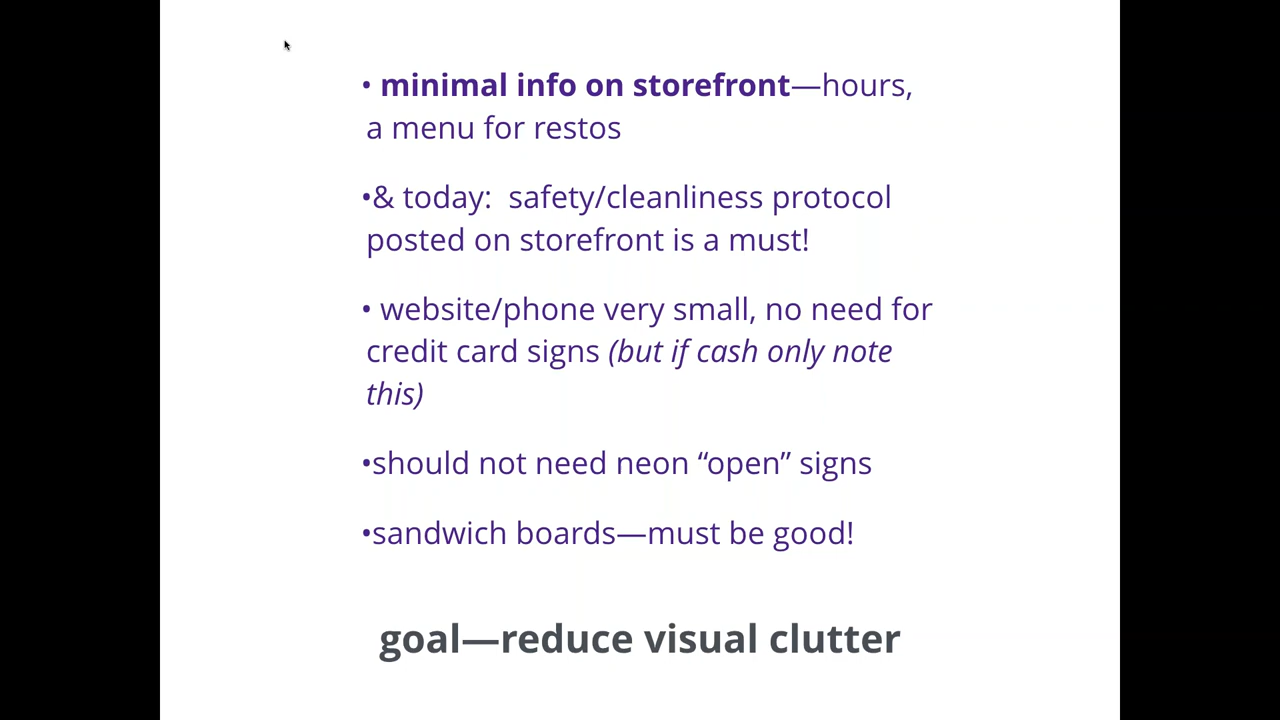 • minimal info on storefront—hours,
a menu for restos
•& today:  safety/cleanliness protocol
posted on storefront is a must!
• website/phone very small, no need for
credit card signs (but if cash only note
this)
•should not need neon “open” signs
•sandwich boards—must be good!
goal—reduce visual clutter